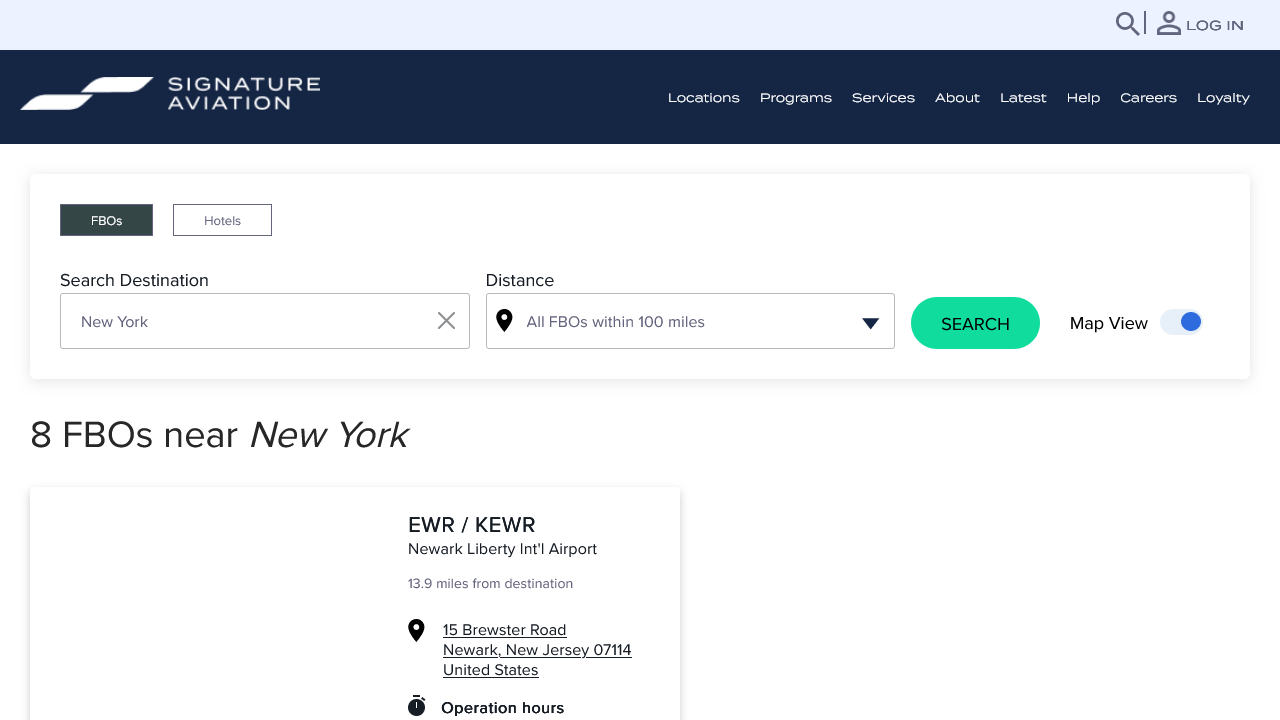 LOG IN
SIGNATURE
AVIATION
Locations Programs Services About Latest Help Careers Loyalty
FBOs Hotels
Search Destination
Distance
New York
All FBOs within 100 miles
SEARCH
Map View
8 FBOs near New York
EWR / KEWR
Newark Liberty Int'l Airport
13.9 miles from destination
15 Brewster Road
Newark, New Jersey 07114
United States
Operation hours